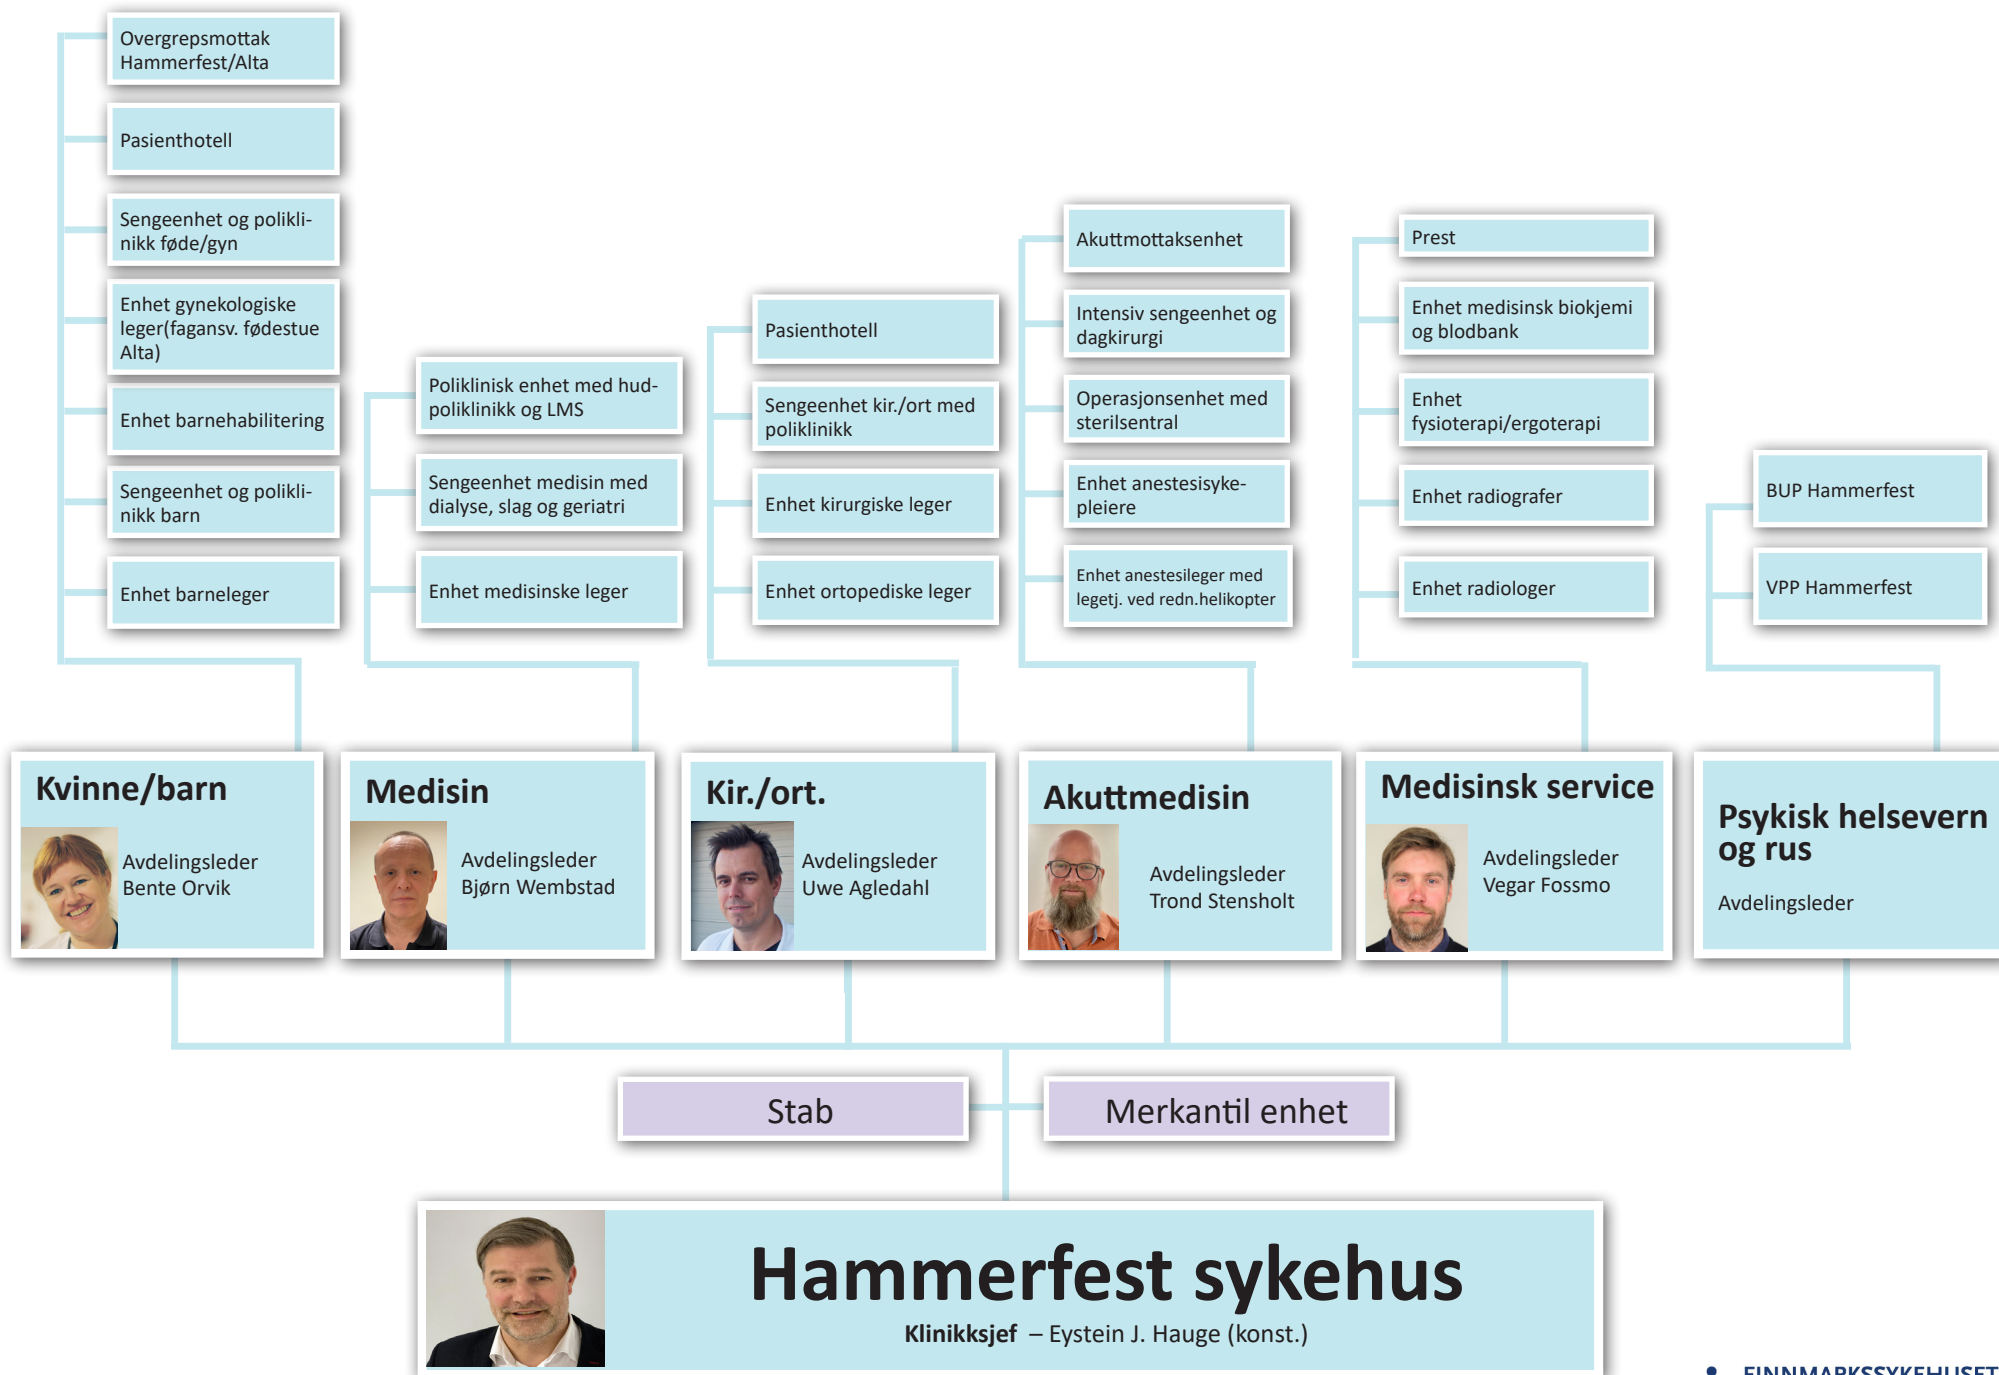 Overgrepsmottak
Hammerfest/Alta
Pasienthotell
Sengeenhet og polikli-
nikk føde/gyn
Enhet gynekologiske
leger(fagansv. fødestue
Alta)
Enhet barnehabilitering
Sengeenhet og polikli-
nikk barn
Enhet barneleger
Poliklinisk enhet med hud-
poliklinikk og LMS
Sengeenhet medisin med
dialyse, slag og geriatri
Enhet medisinske leger
Pasienthotell
Sengeenhet kir./ort med
poliklinikk
Enhet kirurgiske leger
Enhet ortopediske leger
Akuttmottaksenhet
Intensiv sengeenhet og
dagkirurgi
Operasjonsenhet med
sterilsentral
Enhet anestesisyke-
pleiere
Enhet anestesileger med
legetj. ved redn.helikopter
Prest
Enhet medisinsk biokjemi
og blodbank
Enhet
fysioterapi/ergoterapi
Enhet radiografer
Enhet radiologer
BUP Hammerfest
VPP Hammerfest
Kvinne/barn
Avdelingsleder
Bente Orvik
Medisin
Avdelingsleder
Bjørn Wembstad
Kir./ort.
Avdelingsleder
Uwe Agledahl
Akuttmedisin
Avdelingsleder
Trond Stensholt
Medisinsk service
Avdelingsleder
Vegar Fossmo
Psykisk helsevern
og rus
Avdelingsleder
Stab
Merkantil enhet
Hammerfest sykehus
Klinikksjef – Eystein J. Hauge (konst.)
FINNMARKSSYKEHUSET